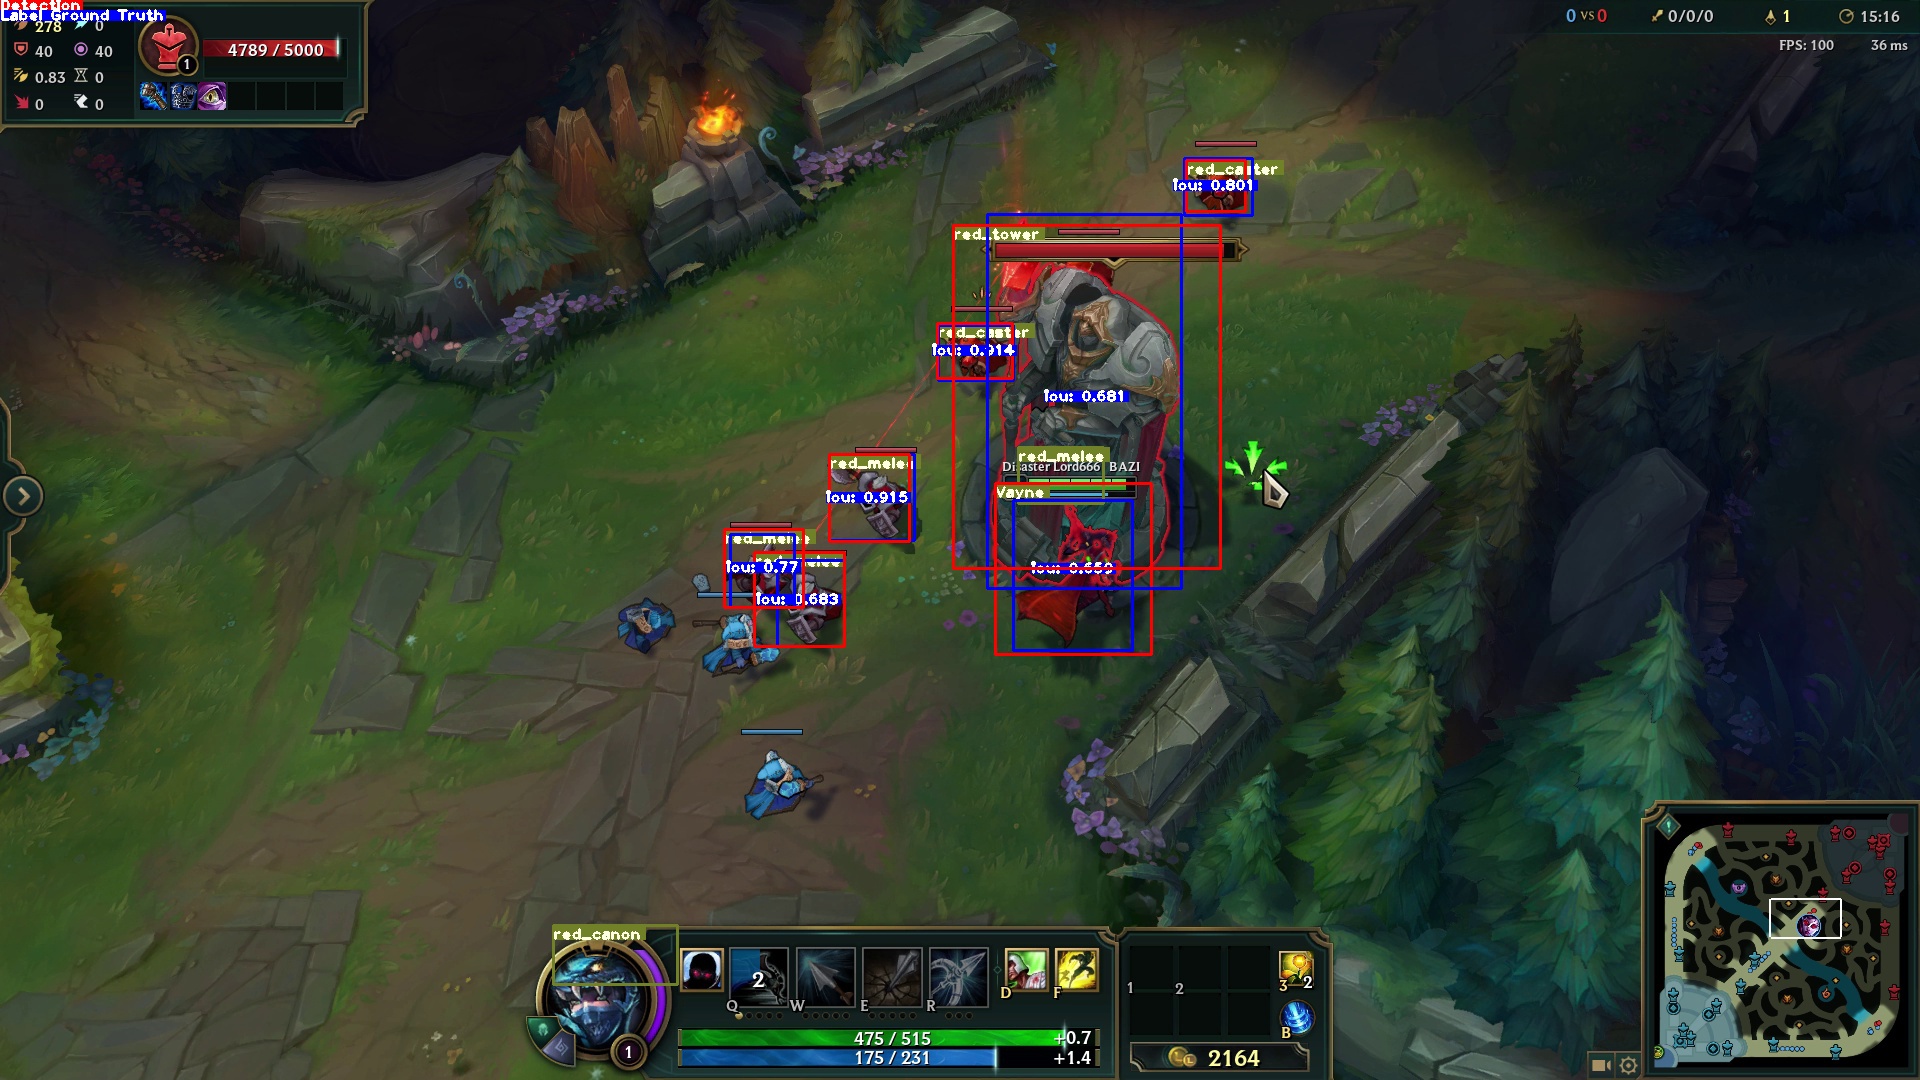 Detection
Label Ground Truth
278 0
40 40
0.83 0
0 0
1
4789 / 5000
0 vs 0
0/0/0
1
15:16
FPS: 100 36 ms
red_caster
Iou: 0.801
red_tower
red_caster
Iou: 0.914
Iou: 0.681
red_melee
Disaster Lord666 BAZI
Vayne
red_melee
Iou: 0.915
Iou: 0.659
red_melee
Iou: 0.77
Iou: 0.683
red_canon
2
Q W E R D F
1
475 / 515 +0.7
175 / 231 +1.4
1 2 3 2
B
2164